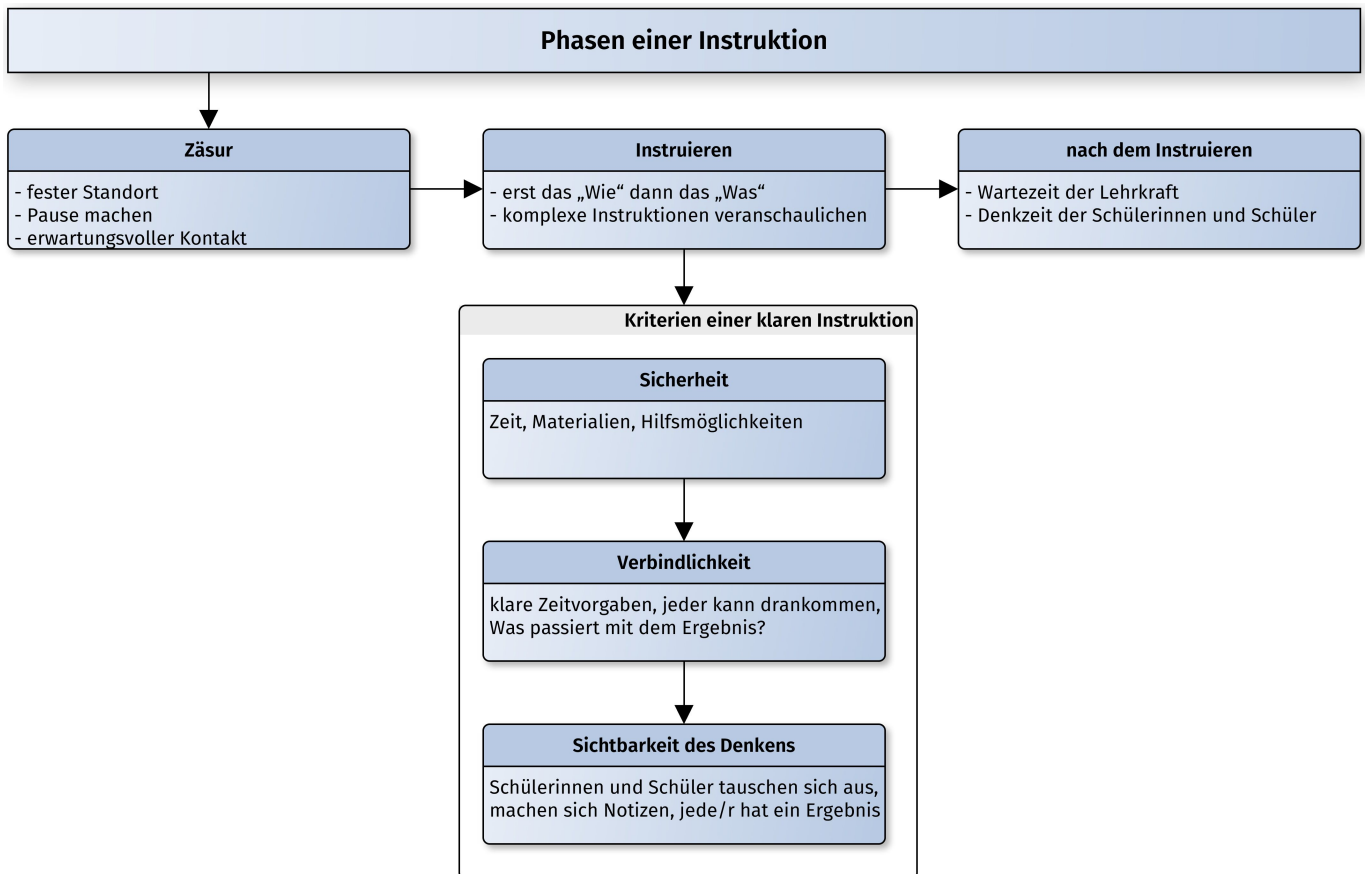 Phasen einer Instruktion
Zäsur
- fester Standort
- Pause machen
- erwartungsvoller Kontakt
Instruieren
- erst das „Wie“ dann das „Was“
- komplexe Instruktionen veranschaulichen
nach dem Instruieren
- Wartezeit der Lehrkraft
- Denkzeit der Schülerinnen und Schüler
Kriterien einer klaren Instruktion
Sicherheit
Zeit, Materialien, Hilfsmöglichkeiten
Verbindlichkeit
klare Zeitvorgaben, jeder kann drankommen,
Was passiert mit dem Ergebnis?
Sichtbarkeit des Denkens
Schülerinnen und Schüler tauschen sich aus,
machen sich Notizen, jede/r hat ein Ergebnis